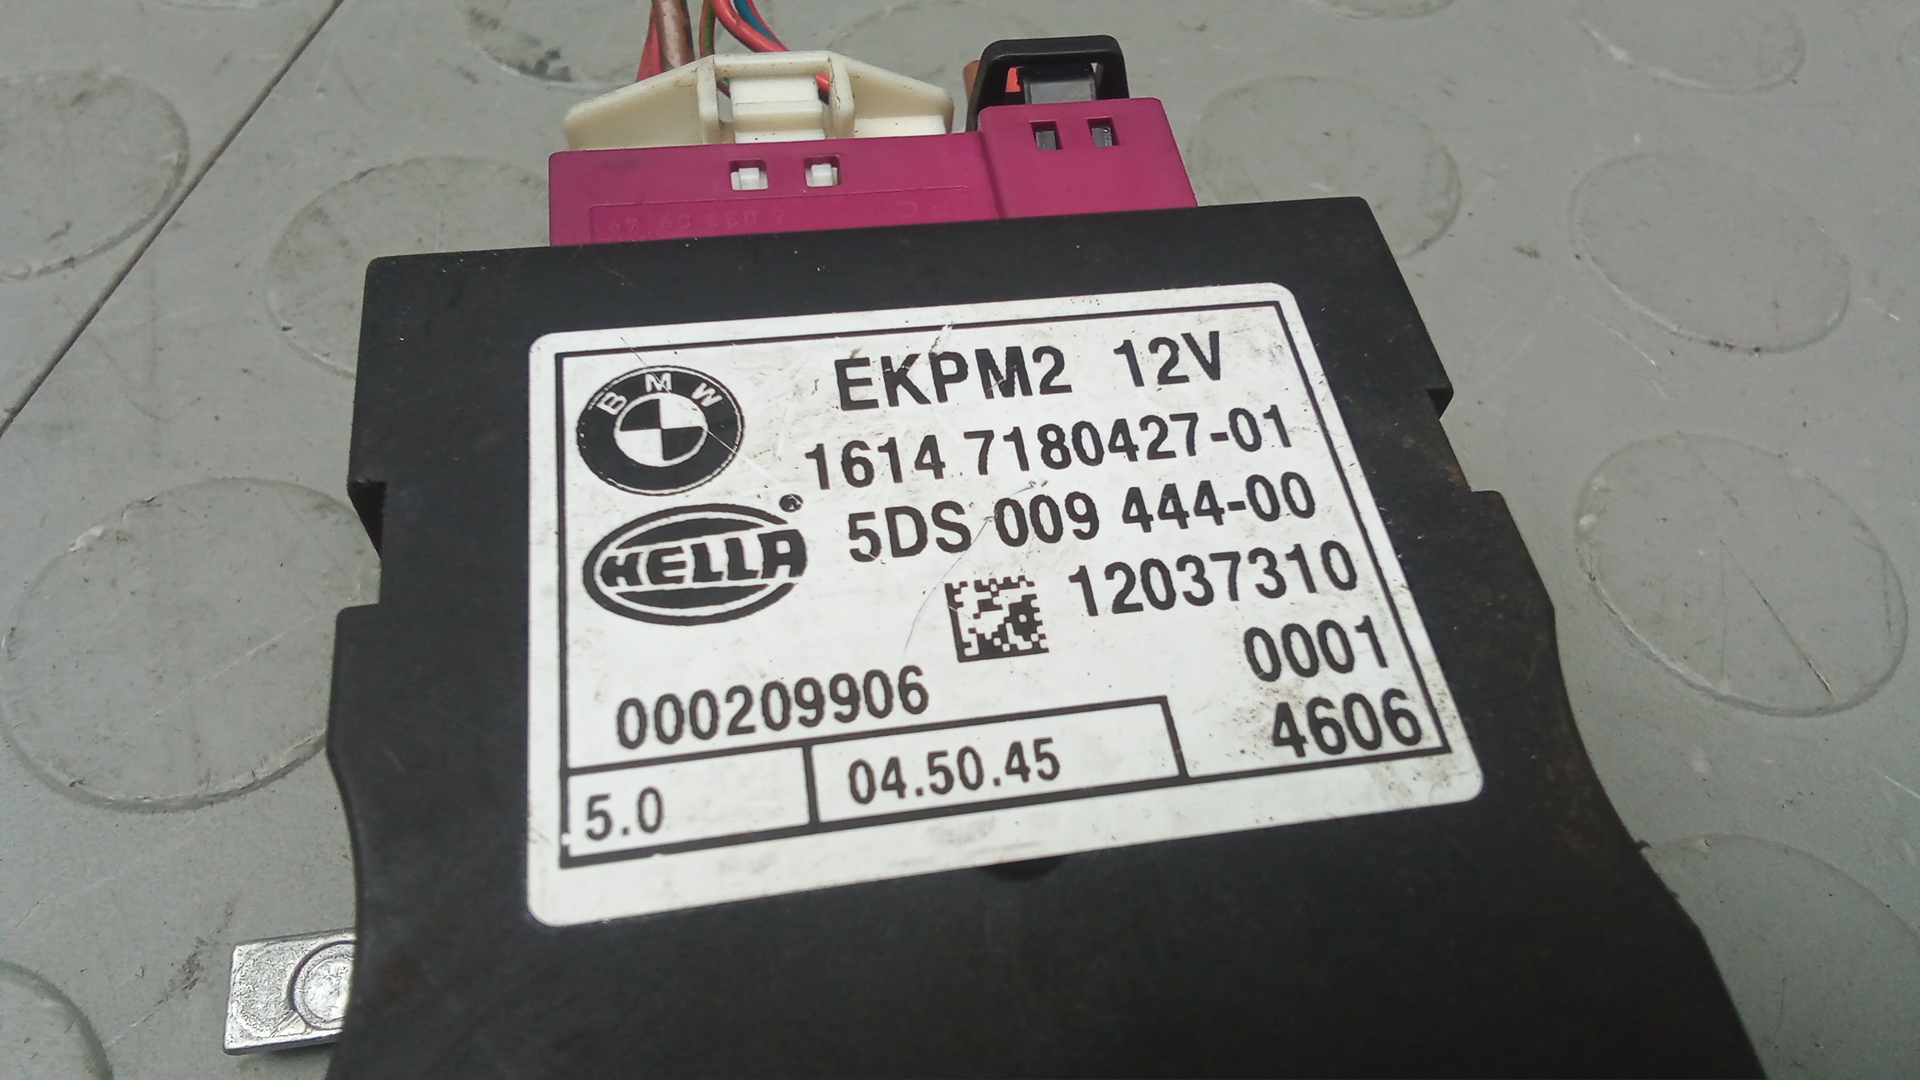 EKPM2 12V
BMW
1614 7180427-01
HELLA
5DS 009 444-00
12037310
0001
000209906
4606
5.0
04.50.45